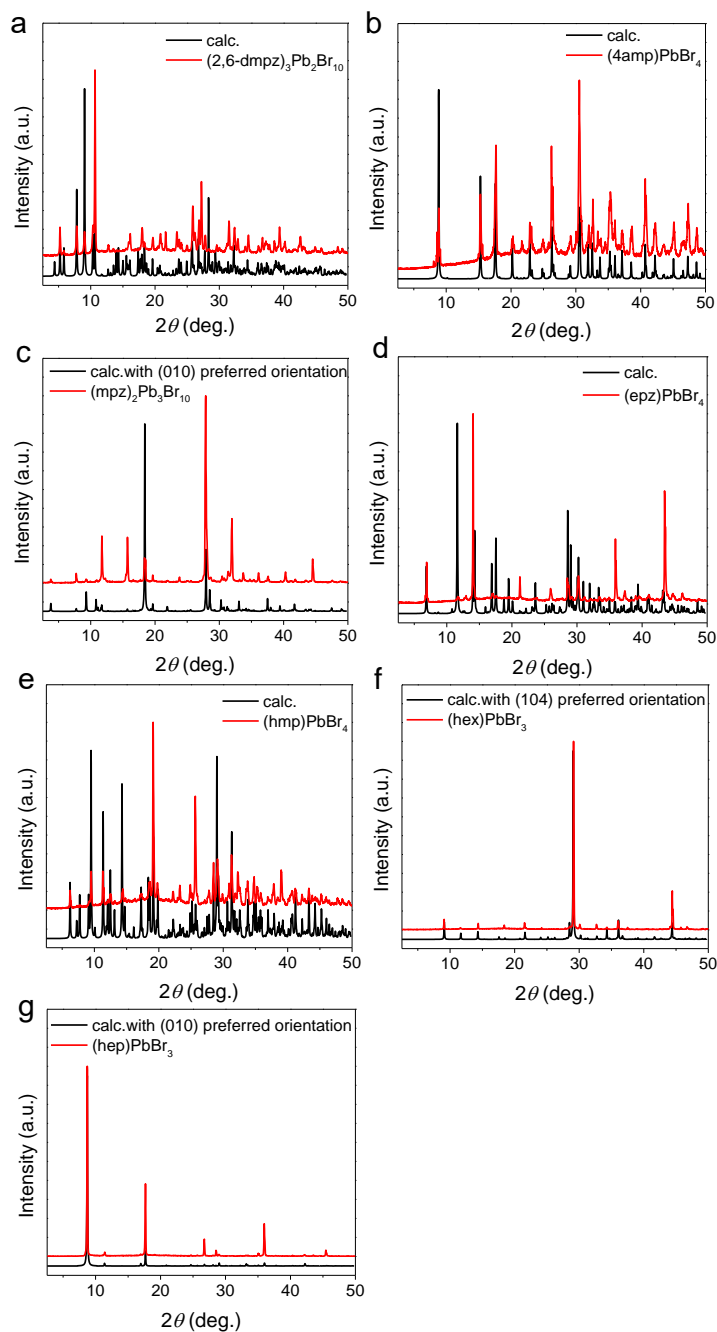 a
calc.
(2,6-dmpz)₃Pb₂Br₁₀
Intensity (a.u.)
10 20 30 40 50
2θ (deg.)
b
calc.
(4amp)PbBr₄
Intensity (a.u.)
10 20 30 40 50
2θ (deg.)
c
calc.with (010) preferred orientation
(mpz)₂Pb₃Br₁₀
Intensity (a.u.)
10 20 30 40 50
2θ (deg.)
d
calc.
(epz)PbBr₄
Intensity (a.u.)
10 20 30 40 50
2θ (deg.)
e
calc.
(hmp)PbBr₄
Intensity (a.u.)
10 20 30 40 50
2θ (deg.)
f
calc.with (104) preferred orientation
(hex)PbBr₃
Intensity (a.u.)
10 20 30 40 50
2θ (deg.)
g
calc.with (010) preferred orientation
(hep)PbBr₃
Intensity (a.u.)
10 20 30 40 50
2θ (deg.)